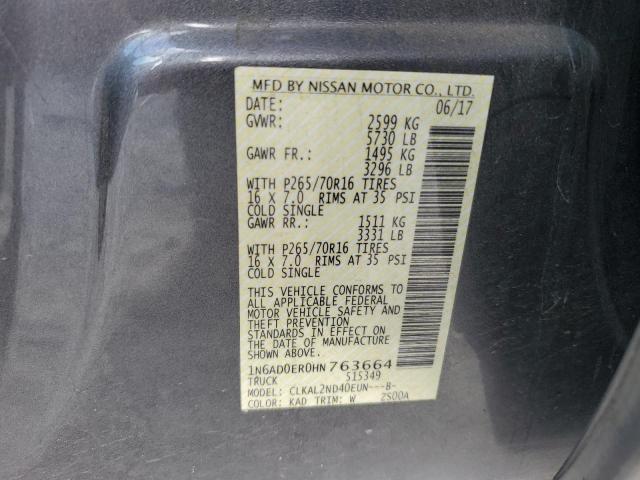 MFD BY NISSAN MOTOR CO., LTD.
DATE: 06/17
GVWR: 2599 KG
5730 LB
GAWR FR.: 1495 KG
3296 LB
WITH P265/70R16 TIRES
16 X 7.0 RIMS AT 35 PSI
COLD SINGLE
GAWR RR.: 1511 KG
3331 LB
WITH P265/70R16 TIRES
16 X 7.0 RIMS AT 35 PSI
COLD SINGLE
THIS VEHICLE CONFORMS TO
ALL APPLICABLE FEDERAL
MOTOR VEHICLE SAFETY AND
THEFT PREVENTION
STANDARDS IN EFFECT ON THE
DATE OF MANUFACTURE
SHOWN ABOVE.
1N6AD0ER0HN763664
TRUCK 515349
MODEL: CLKAL2ND40EUN---B-
COLOR: KAD TRIM: W 2S00A